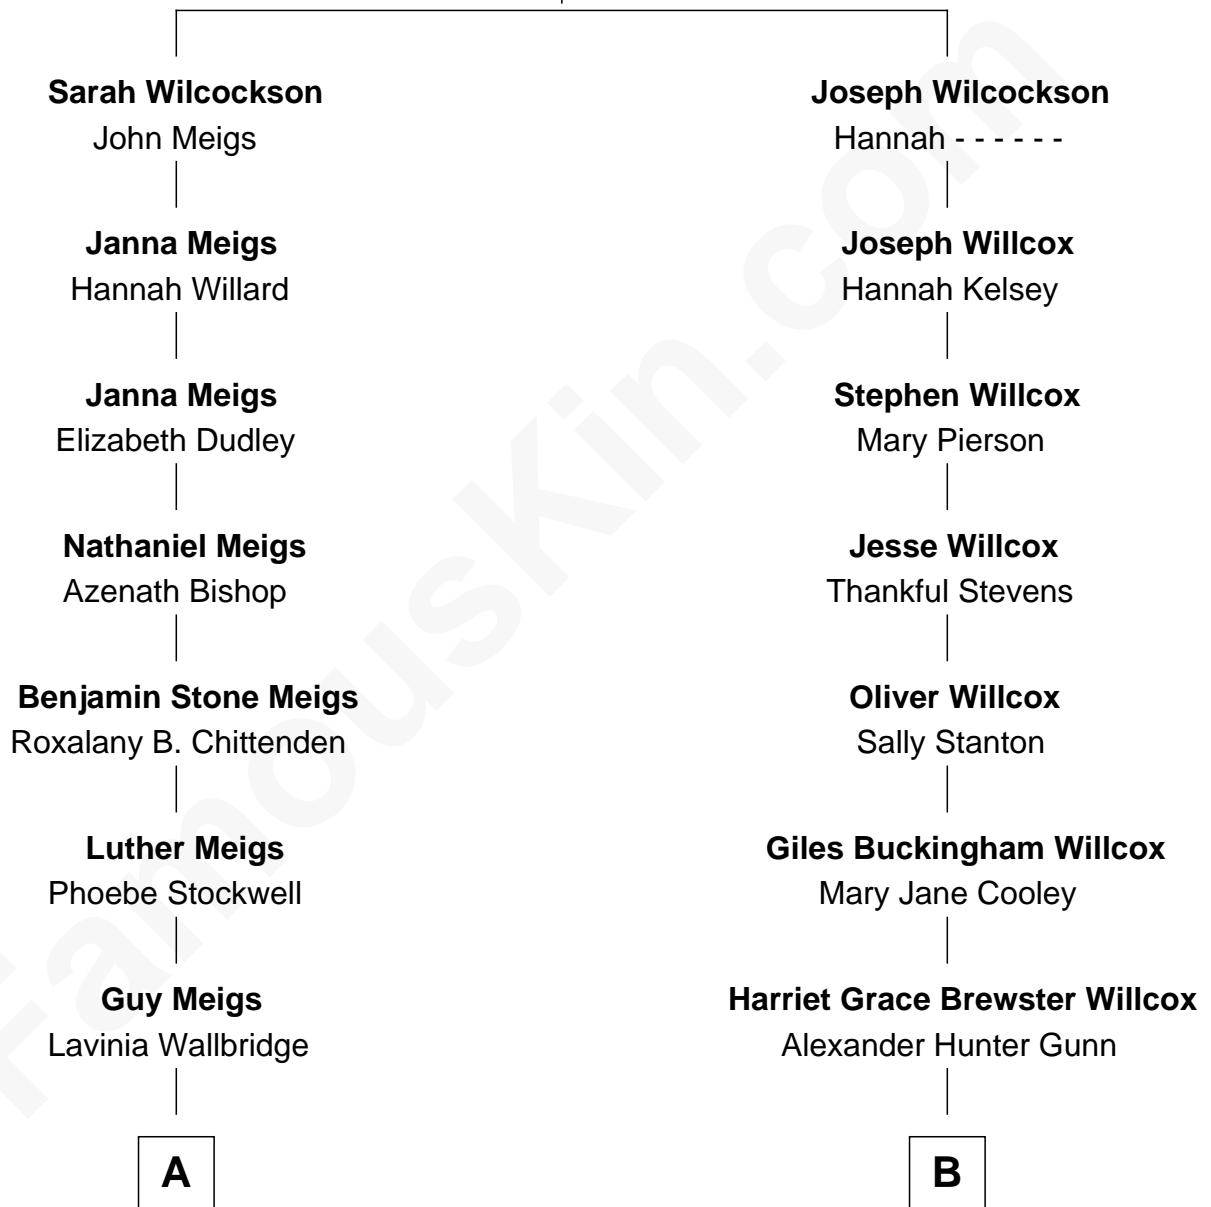 Sarah Wilcockson
John Meigs
Joseph Wilcockson
Hannah - - - - - -
Janna Meigs
Hannah Willard
Joseph Willcox
Hannah Kelsey
Janna Meigs
Elizabeth Dudley
Stephen Willcox
Mary Pierson
Nathaniel Meigs
Azenath Bishop
Jesse Willcox
Thankful Stevens
Benjamin Stone Meigs
Roxalany B. Chittenden
Oliver Willcox
Sally Stanton
Luther Meigs
Phoebe Stockwell
Giles Buckingham Willcox
Mary Jane Cooley
Guy Meigs
Lavinia Wallbridge
Harriet Grace Brewster Willcox
Alexander Hunter Gunn
A
B
FamousKin.com